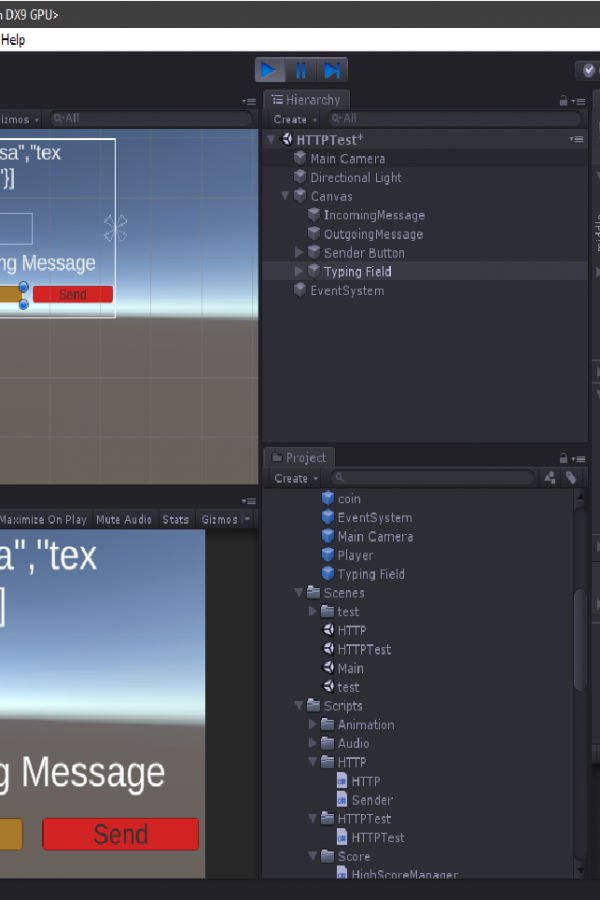 DX9 GPU>
Help
Hierarchy
izmos
All
Create
All
HTTPTest*
sa","tex
Main Camera
"}]
Directional Light
Canvas
IncomingMessage
OutgoingMessage
Sender Button
ng Message
Typing Field
Send
EventSystem
Project
Create
coin
Maximize On Play
Mute Audio
Stats
Gizmos
EventSystem
Main Camera
a","tex
Player
Typing Field
]
Scenes
test
HTTP
HTTPTest
Main
test
Scripts
Animation
Audio
g Message
HTTP
HTTP
Sender
HTTPTest
Send
HTTPTest
Score
HighScoreManager